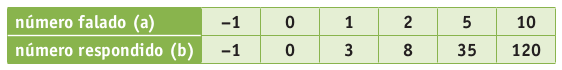 número falado (a) –1 0 1 2 5 10
número respondido (b) –1 0 3 8 35 120